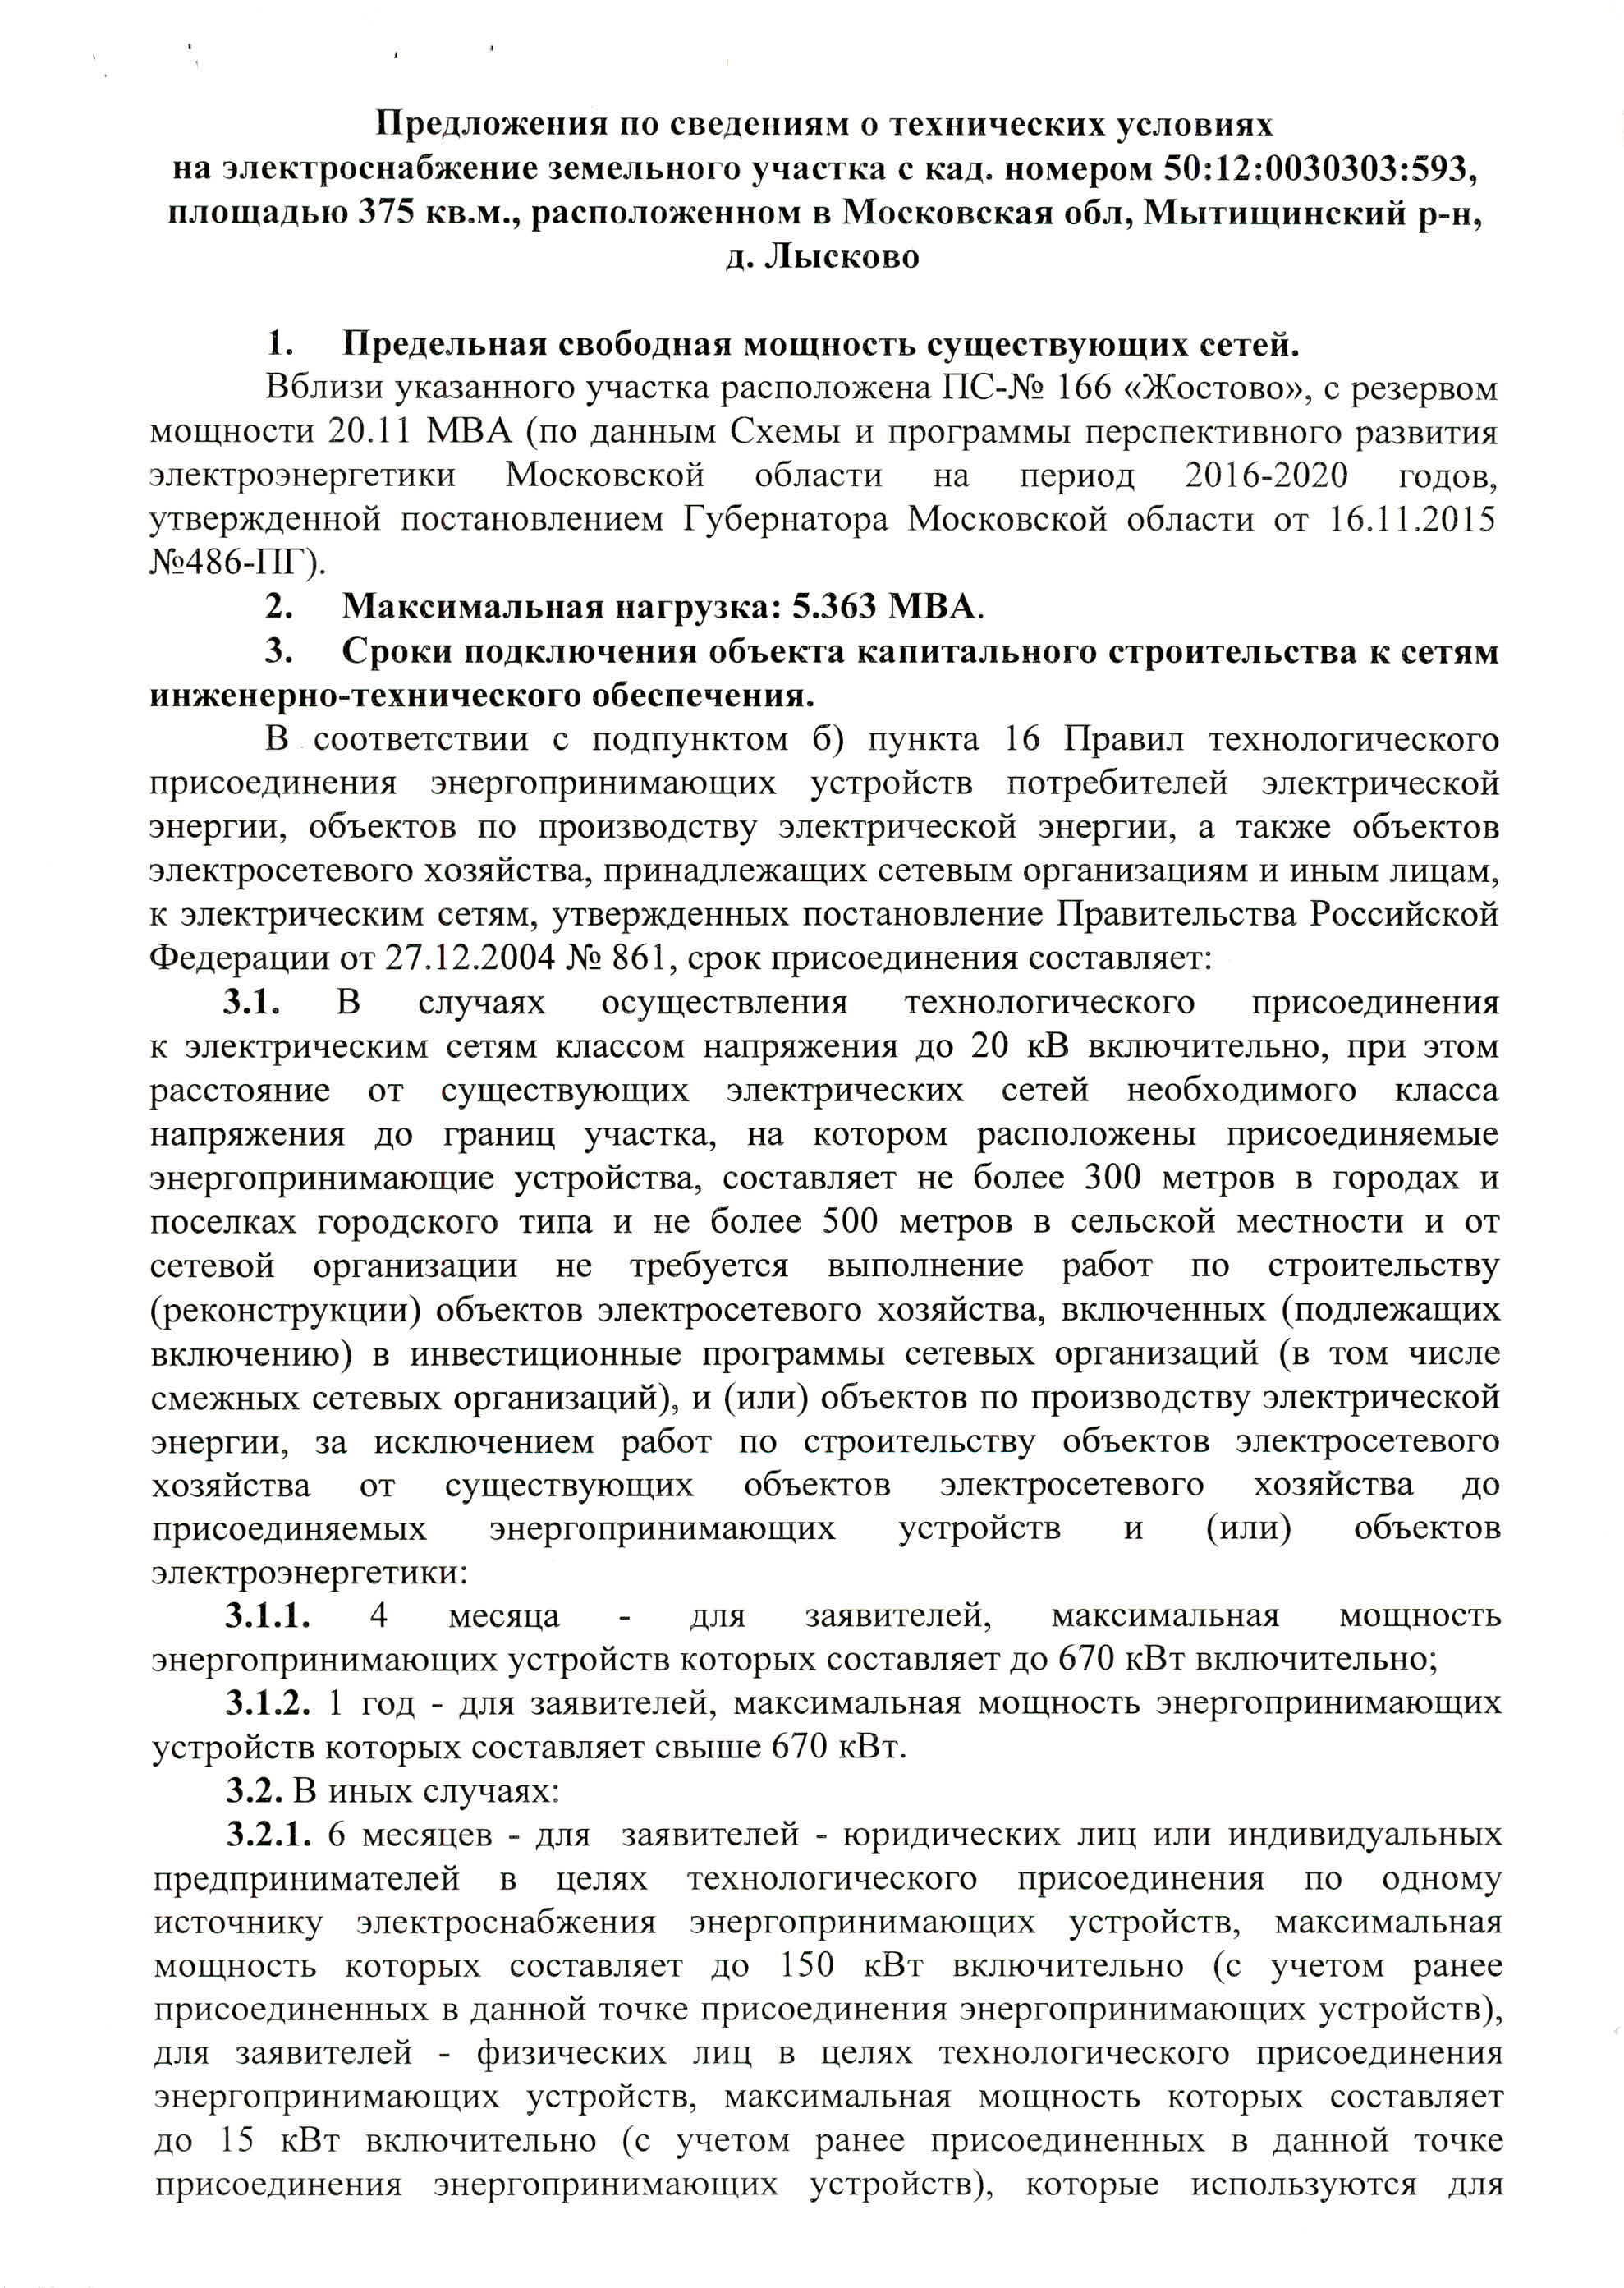 Предложения по сведениям о технических условиях
на электроснабжение земельного участка с кад. номером 50:12:0030303:593,
площадью 375 кв.м., расположенном в Московская обл, Мытищинский р-н,
д. Лысково
1. Предельная свободная мощность существующих сетей.
Вблизи указанного участка расположена ПС-№ 166 «Жостово», с резервом
мощности 20.11 МВА (по данным Схемы и программы перспективного развития
электроэнергетики Московской области на период 2016-2020 годов,
утвержденной постановлением Губернатора Московской области от 16.11.2015
№486-ПГ).
2. Максимальная нагрузка: 5.363 МВА.
3. Сроки подключения объекта капитального строительства к сетям
инженерно-технического обеспечения.
В соответствии с подпунктом б) пункта 16 Правил технологического
присоединения энергопринимающих устройств потребителей электрической
энергии, объектов по производству электрической энергии, а также объектов
электросетевого хозяйства, принадлежащих сетевым организациям и иным лицам,
к электрическим сетям, утвержденных постановление Правительства Российской
Федерации от 27.12.2004 № 861, срок присоединения составляет:
3.1. В случаях осуществления технологического присоединения
к электрическим сетям классом напряжения до 20 кВ включительно, при этом
расстояние от существующих электрических сетей необходимого класса
напряжения до границ участка, на котором расположены присоединяемые
энергопринимающие устройства, составляет не более 300 метров в городах и
поселках городского типа и не более 500 метров в сельской местности и от
сетевой организации не требуется выполнение работ по строительству
(реконструкции) объектов электросетевого хозяйства, включенных (подлежащих
включению) в инвестиционные программы сетевых организаций (в том числе
смежных сетевых организаций), и (или) объектов по производству электрической
энергии, за исключением работ по строительству объектов электросетевого
хозяйства от существующих объектов электросетевого хозяйства до
присоединяемых энергопринимающих устройств и (или) объектов
электроэнергетики:
3.1.1. 4 месяца - для заявителей, максимальная мощность
энергопринимающих устройств которых составляет до 670 кВт включительно;
3.1.2. 1 год - для заявителей, максимальная мощность энергопринимающих
устройств которых составляет свыше 670 кВт.
3.2. В иных случаях:
3.2.1. 6 месяцев - для заявителей - юридических лиц или индивидуальных
предпринимателей в целях технологического присоединения по одному
источнику электроснабжения энергопринимающих устройств, максимальная
мощность которых составляет до 150 кВт включительно (с учетом ранее
присоединенных в данной точке присоединения энергопринимающих устройств),
для заявителей - физических лиц в целях технологического присоединения
энергопринимающих устройств, максимальная мощность которых составляет
до 15 кВт включительно (с учетом ранее присоединенных в данной точке
присоединения энергопринимающих устройств), которые используются для